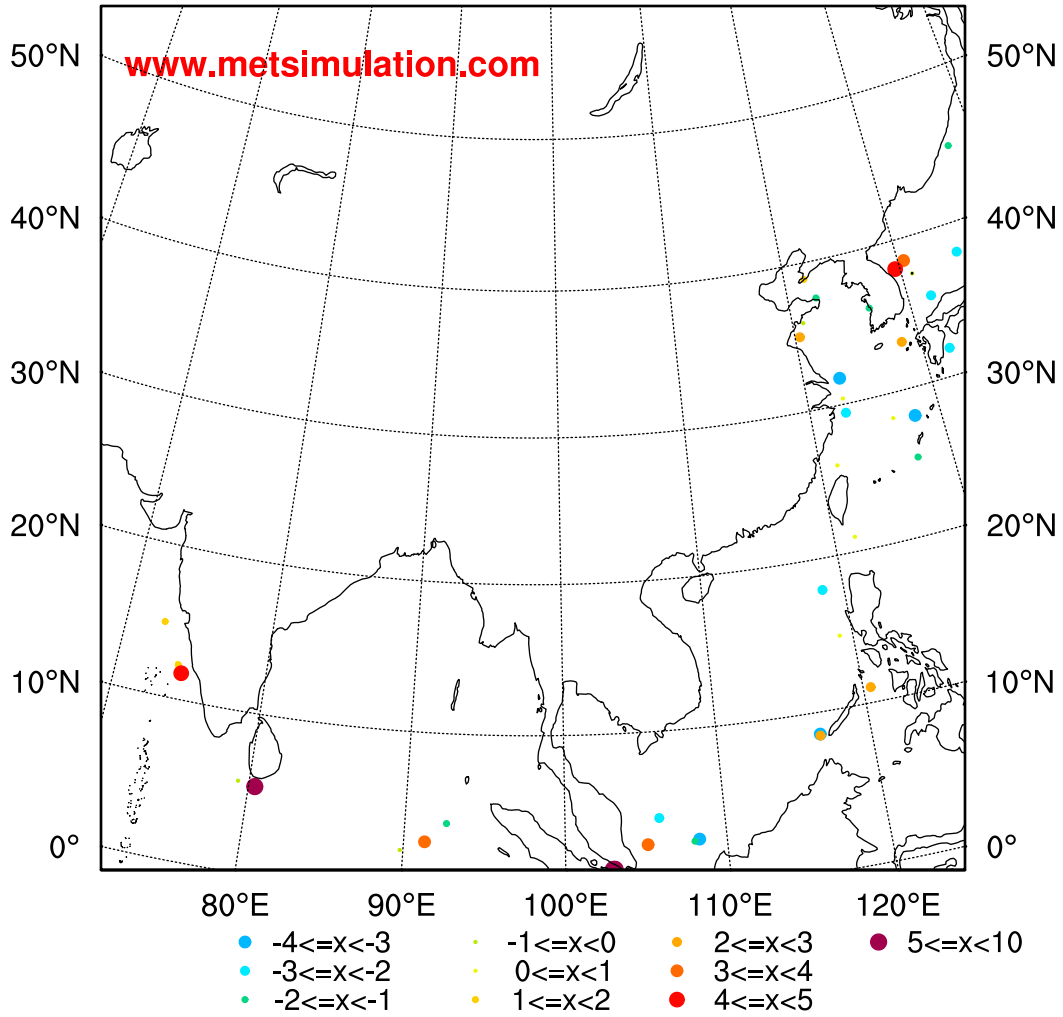 www.metsimulation.com
50°N 50°N
40°N 40°N
30°N 30°N
20°N 20°N
10°N 10°N
0° 0°
80°E 90°E 100°E 110°E 120°E
-4<=x<-3 -1<=x<0 2<=x<3 5<=x<10
-3<=x<-2 0<=x<1 3<=x<4
-2<=x<-1 1<=x<2 4<=x<5